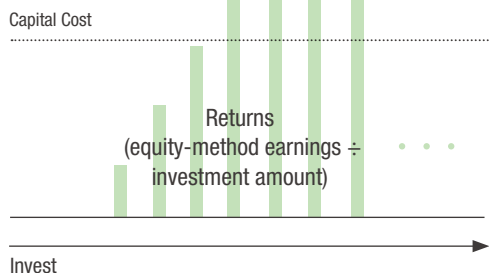 Capital Cost
Returns
(equity-method earnings ÷
investment amount)
Invest